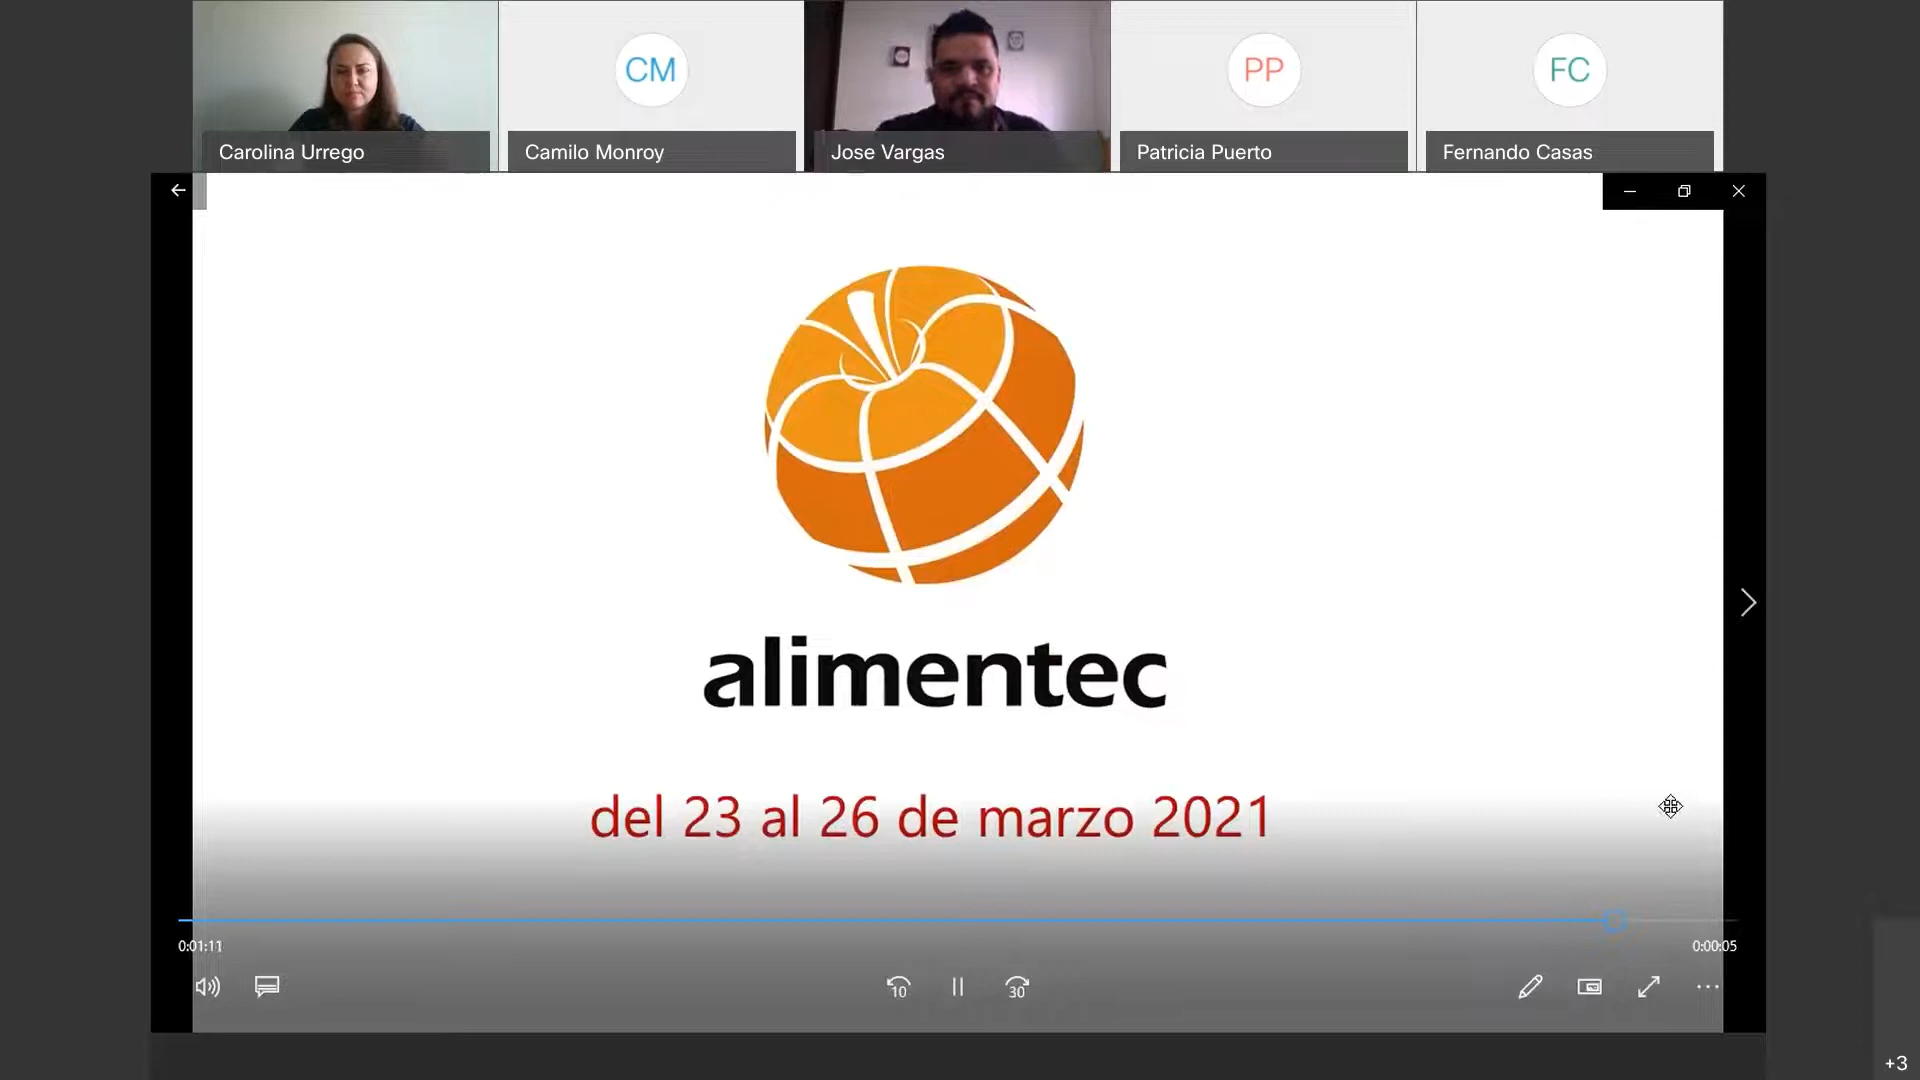 Carolina Urrego
CM
Camilo Monroy
Jose Vargas
PP
Patricia Puerto
FC
Fernando Casas
alimentec
del 23 al 26 de marzo 2021
0:01:11
0:00:05
10
30
+3